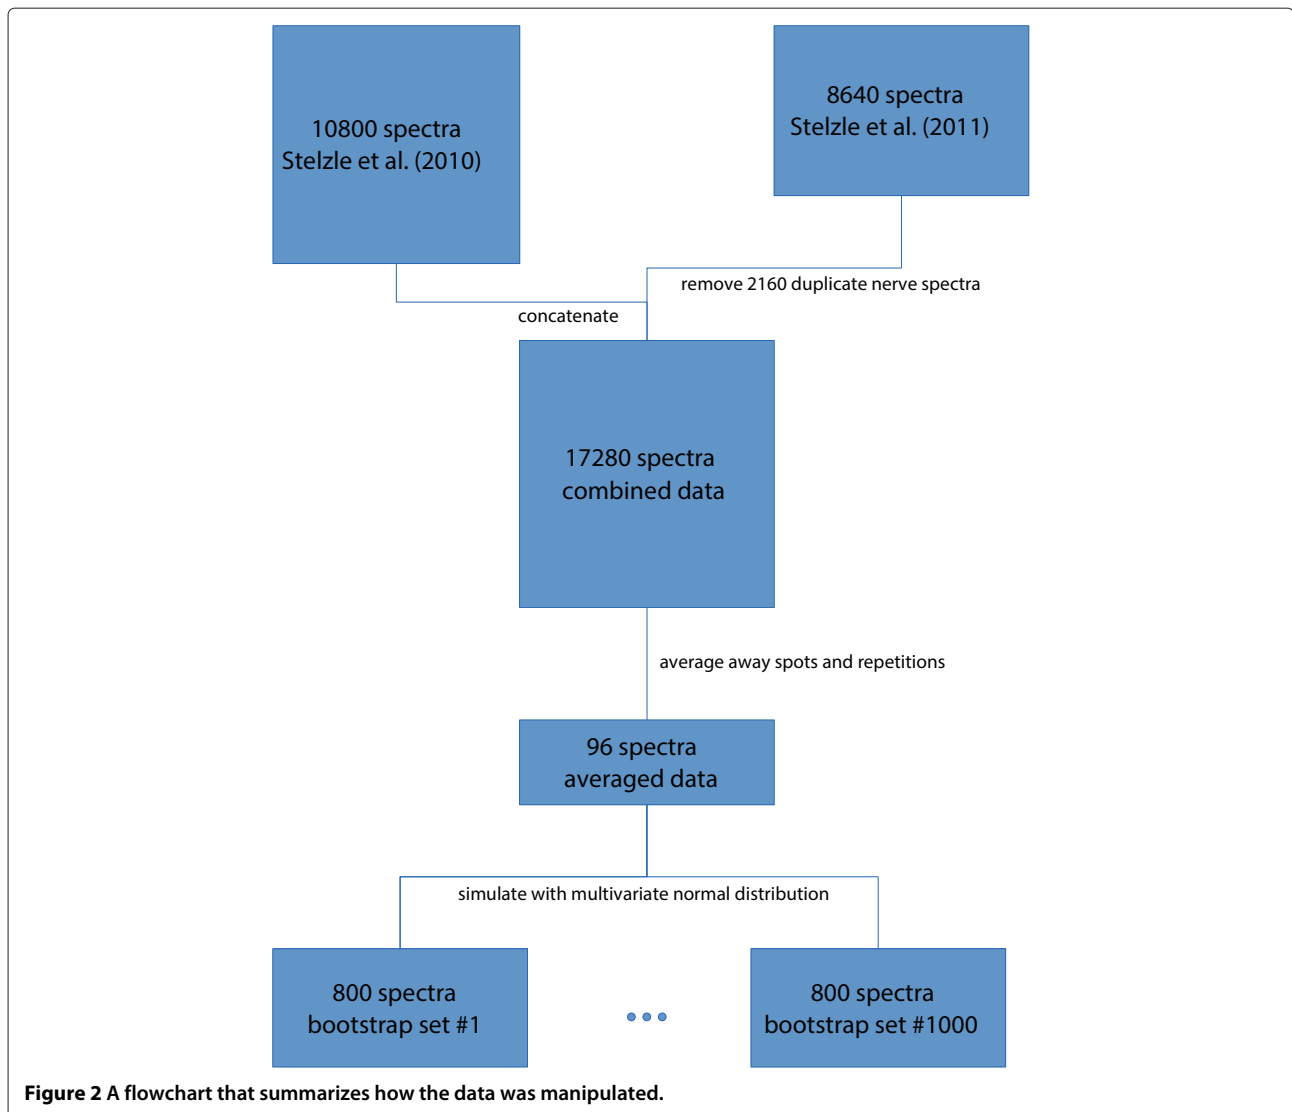 10800 spectra
Stelzle et al. (2010)
8640 spectra
Stelzle et al. (2011)
remove 2160 duplicate nerve spectra
concatenate
17280 spectra
combined data
average away spots and repetitions
96 spectra
averaged data
simulate with multivariate normal distribution
800 spectra
bootstrap set #1
800 spectra
bootstrap set #1000
Figure 2 A flowchart that summarizes how the data was manipulated.